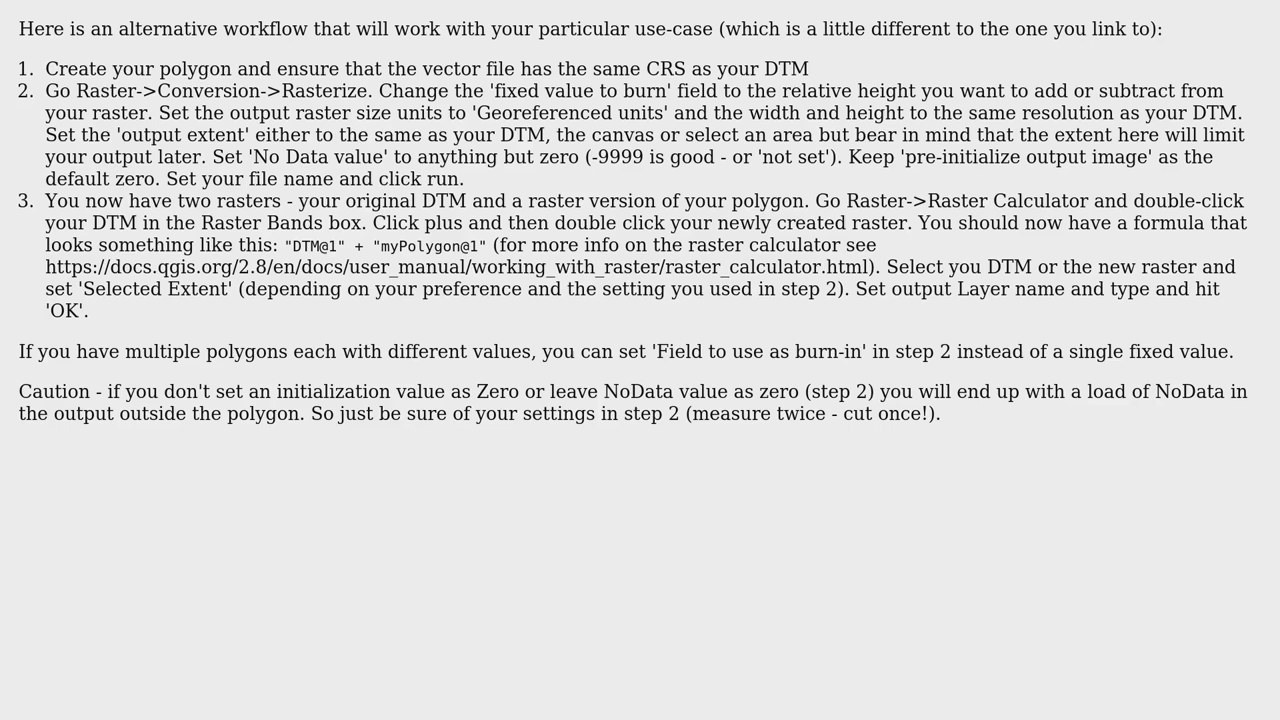 Here is an alternative workflow that will work with your particular use-case (which is a little different to the one you link to):
1. Create your polygon and ensure that the vector file has the same CRS as your DTM
2. Go Raster->Conversion->Rasterize. Change the 'fixed value to burn' field to the relative height you want to add or subtract from
your raster. Set the output raster size units to 'Georeferenced units' and the width and height to the same resolution as your DTM.
Set the 'output extent' either to the same as your DTM, the canvas or select an area but bear in mind that the extent here will limit
your output later. Set 'No Data value' to anything but zero (-9999 is good - or 'not set'). Keep 'pre-initialize output image' as the
default zero. Set your file name and click run.
3. You now have two rasters - your original DTM and a raster version of your polygon. Go Raster->Raster Calculator and double-click
your DTM in the Raster Bands box. Click plus and then double click your newly created raster. You should now have a formula that
looks something like this: "DTM@1" + "myPolygon@1" (for more info on the raster calculator see
https://docs.qgis.org/2.8/en/docs/user_manual/working_with_raster/raster_calculator.html). Select you DTM or the new raster and
set 'Selected Extent' (depending on your preference and the setting you used in step 2). Set output Layer name and type and hit
'OK'.
If you have multiple polygons each with different values, you can set 'Field to use as burn-in' in step 2 instead of a single fixed value.
Caution - if you don't set an initialization value as Zero or leave NoData value as zero (step 2) you will end up with a load of NoData in
the output outside the polygon. So just be sure of your settings in step 2 (measure twice - cut once!).